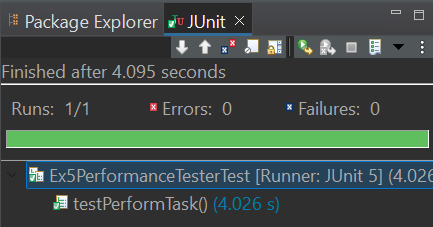 Package Explorer JUnit
Finished after 4.095 seconds
Runs: 1/1 Errors: 0 Failures: 0
Ex5PerformanceTesterTest [Runner: JUnit 5] (4.026
testPerformTask() (4.026 s)